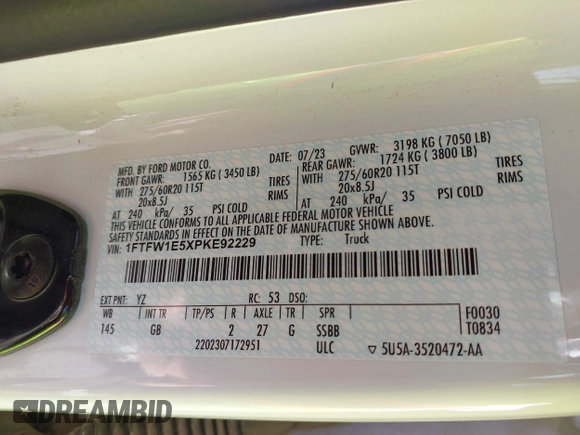 MFD. BY FORD MOTOR CO.
DATE: 07/23 GVWR: 3198 KG ( 7050 LB)
FRONT GAWR: 1565 KG ( 3450 LB)
REAR GAWR: 1724 KG ( 3800 LB)
WITH 275/60R20 115T TIRES
WITH 275/60R20 115T TIRES
20x8.5J RIMS
20x8.5J RIMS
AT 240 kPa/ 35 PSI COLD
AT 240 kPa/ 35 PSI COLD
THIS VEHICLE CONFORMS TO ALL APPLICABLE FEDERAL MOTOR VEHICLE
SAFETY STANDARDS IN EFFECT ON THE DATE OF MANUFACTURE SHOWN ABOVE.
VIN: 1FTFW1E5XPKE92229 TYPE: Truck
EXT PNT: YZ RC: 53 DSO:
WB INT TR TP/PS R AXLE TR SPR F0030
145 GB 2 27 G SSBB T0834
2202307172951 ULC ▽ 5U5A-3520472-AA
DREAMBID